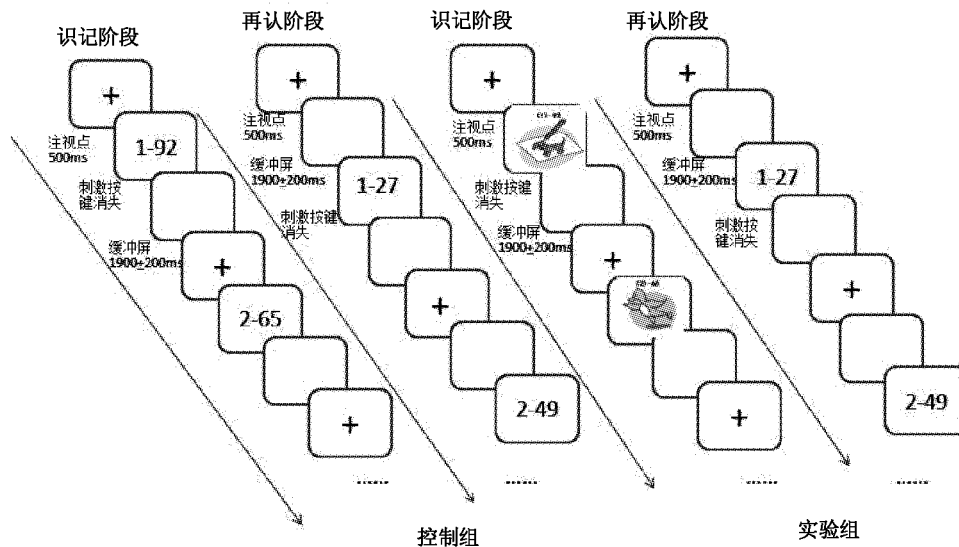 识记阶段
+
注视点
500ms
1-92
刺激按
键消失
缓冲屏
1900±200ms
+
2-65
+
......
再认阶段
+
注视点
500ms
缓冲屏
1900±200ms
1-27
刺激按键
消失
+
2-49
......
控制组
识记阶段
+
注视点
500ms
刺激按
键消失
缓冲屏
1900±200ms
+
+
......
再认阶段
+
注视点
500ms
缓冲屏
1900±200ms
1-27
刺激按
键消失
+
2-49
......
实验组